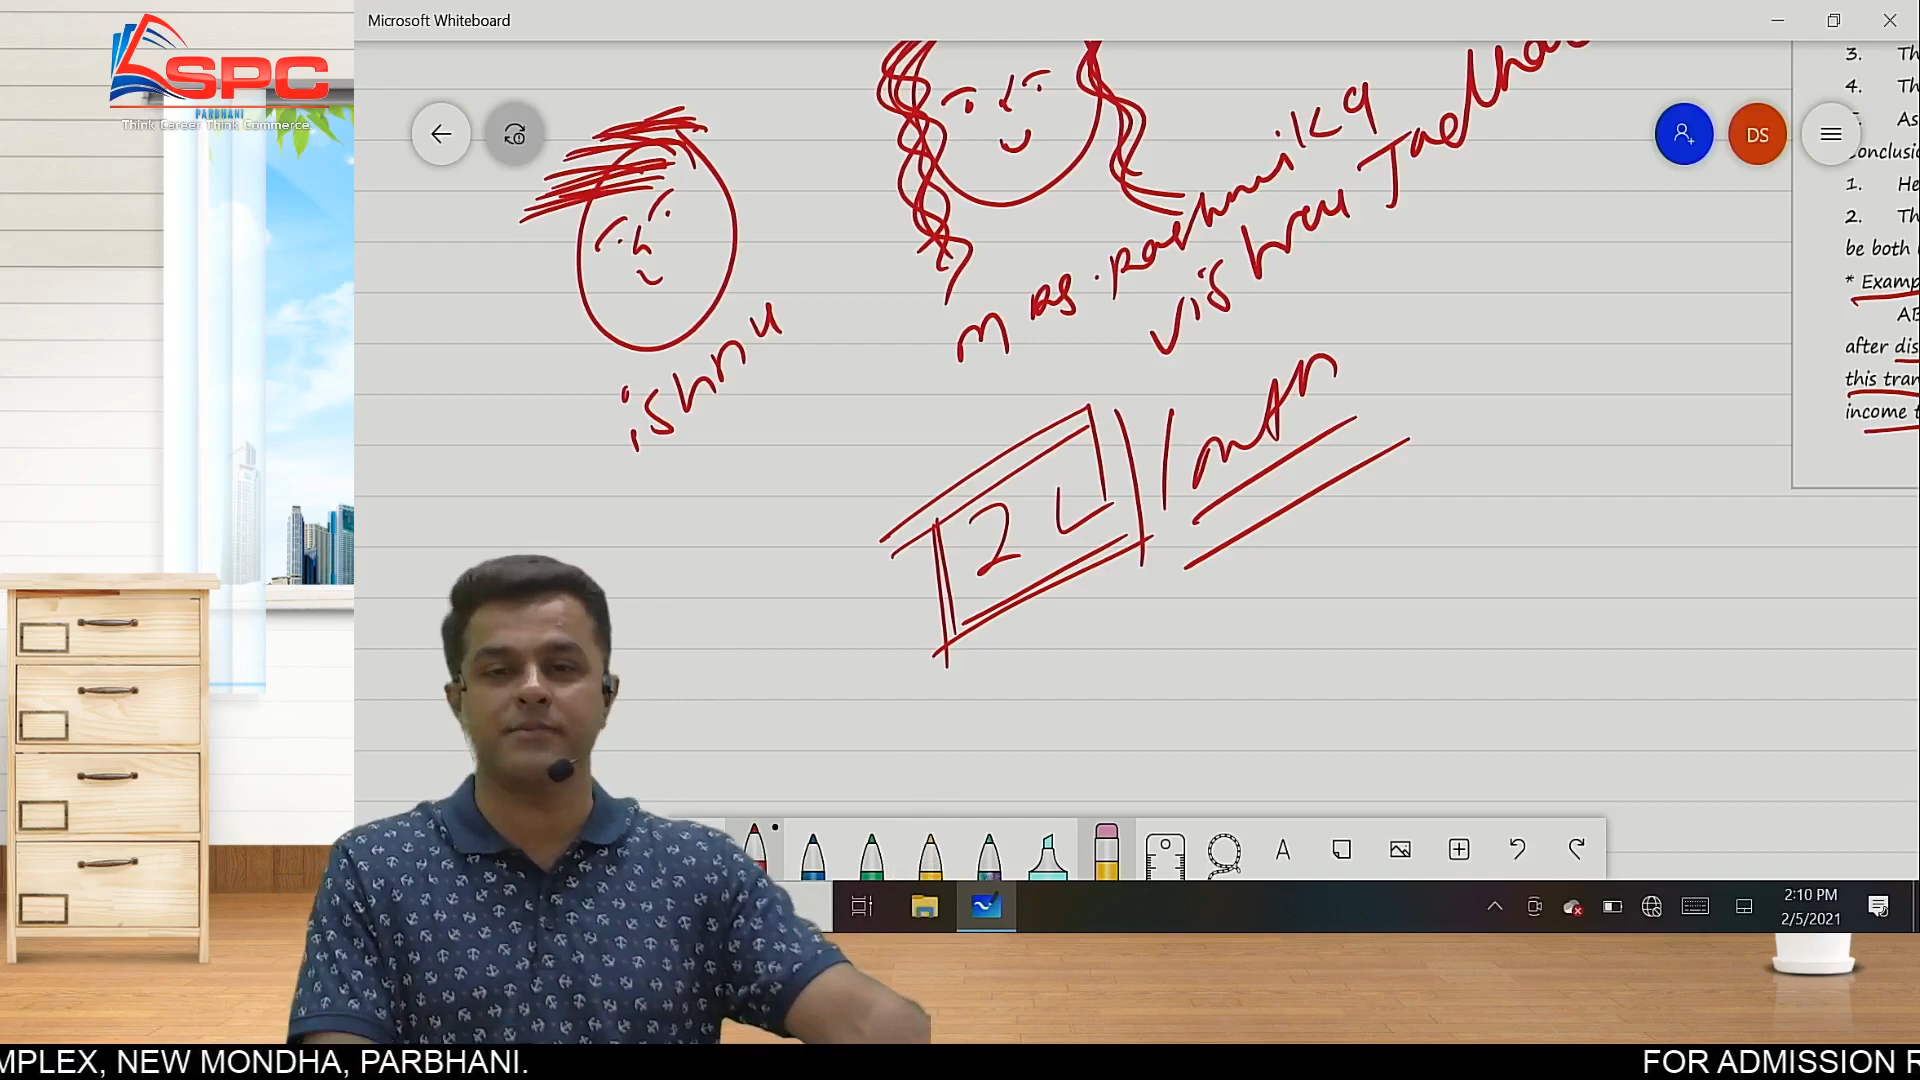 Microsoft Whiteboard
SPC
PARBHANI
Think Career Think Commerce.
DS
3. Th
4. Th
As
onclusio
1. He
2. Th
be both
* Examp
AB
after dis
this tran
income t
mrs. Rashmika
Vishnu Jadhav
ishnu
2 L / mth
2:10 PM
2/5/2021
MPLEX, NEW MONDHA, PARBHANI.
FOR ADMISSION R